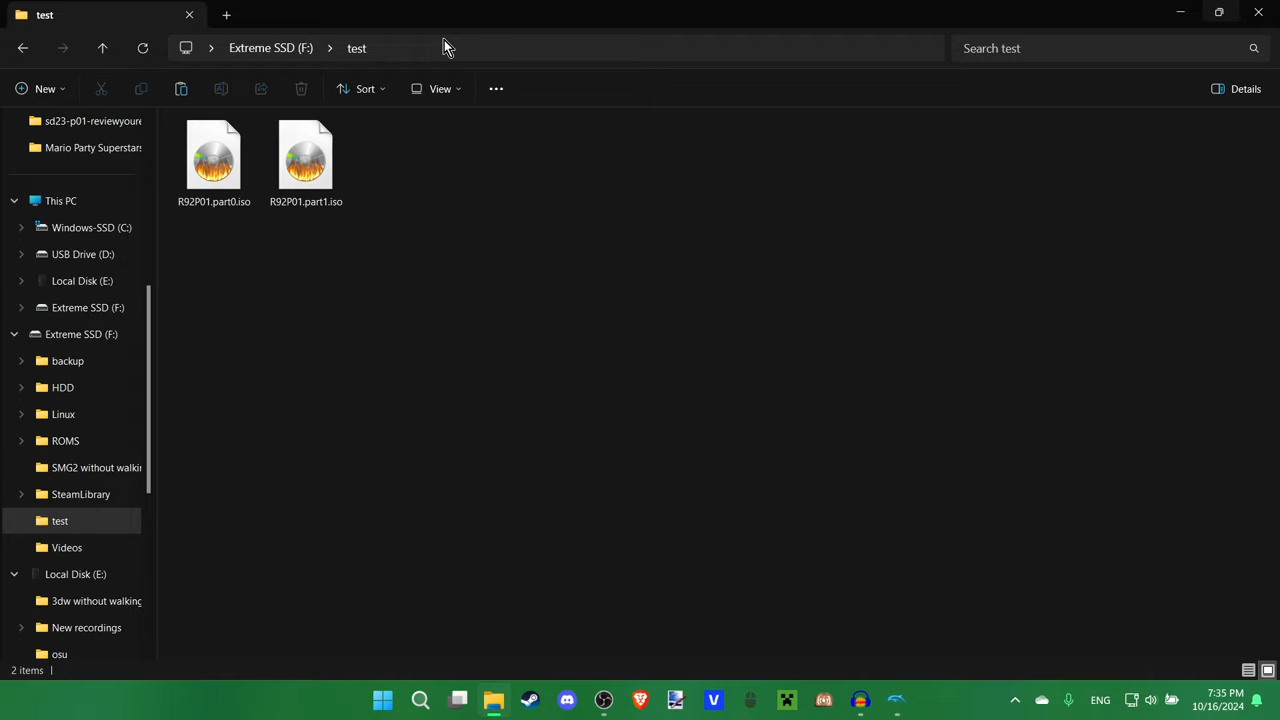 test
Extreme SSD (F:) test
Search test
New
Sort
View
Details
sd23-p01-reviewyoure
Mario Party Superstars
This PC
Windows-SSD (C:)
USB Drive (D:)
Local Disk (E:)
Extreme SSD (F:)
Extreme SSD (F:)
backup
HDD
Linux
ROMS
SMG2 without walkin
SteamLibrary
test
Videos
Local Disk (E:)
3dw without walking
New recordings
osu
R92P01.part0.iso
R92P01.part1.iso
2 items
V
ENG
7:35 PM
10/16/2024